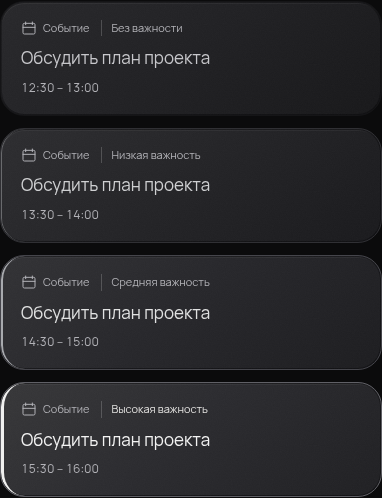 Событие | Без важности
Обсудить план проекта
12:30 – 13:00
Событие | Низкая важность
Обсудить план проекта
13:30 – 14:00
Событие | Средняя важность
Обсудить план проекта
14:30 – 15:00
Событие | Высокая важность
Обсудить план проекта
15:30 – 16:00